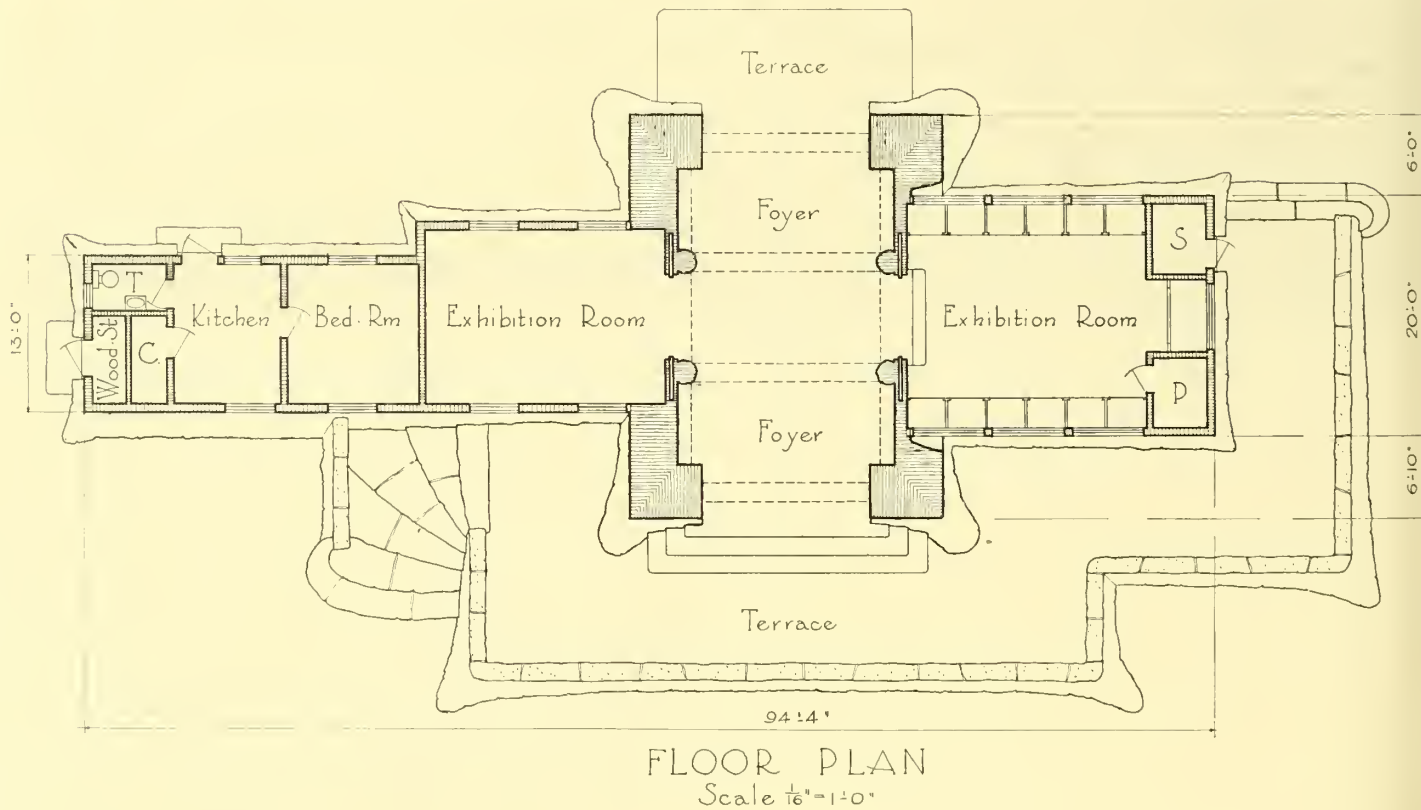 Terrace
6'-0"
Foyer
S
T
Kitchen
Bed. Rm
Exhibition Room
Exhibition Room
20'-0"
13'-0"
Wood. St
C.
P
Foyer
6'-10"
Terrace
94'-4"
FLOOR PLAN
Scale 1/16" = 1'-0"